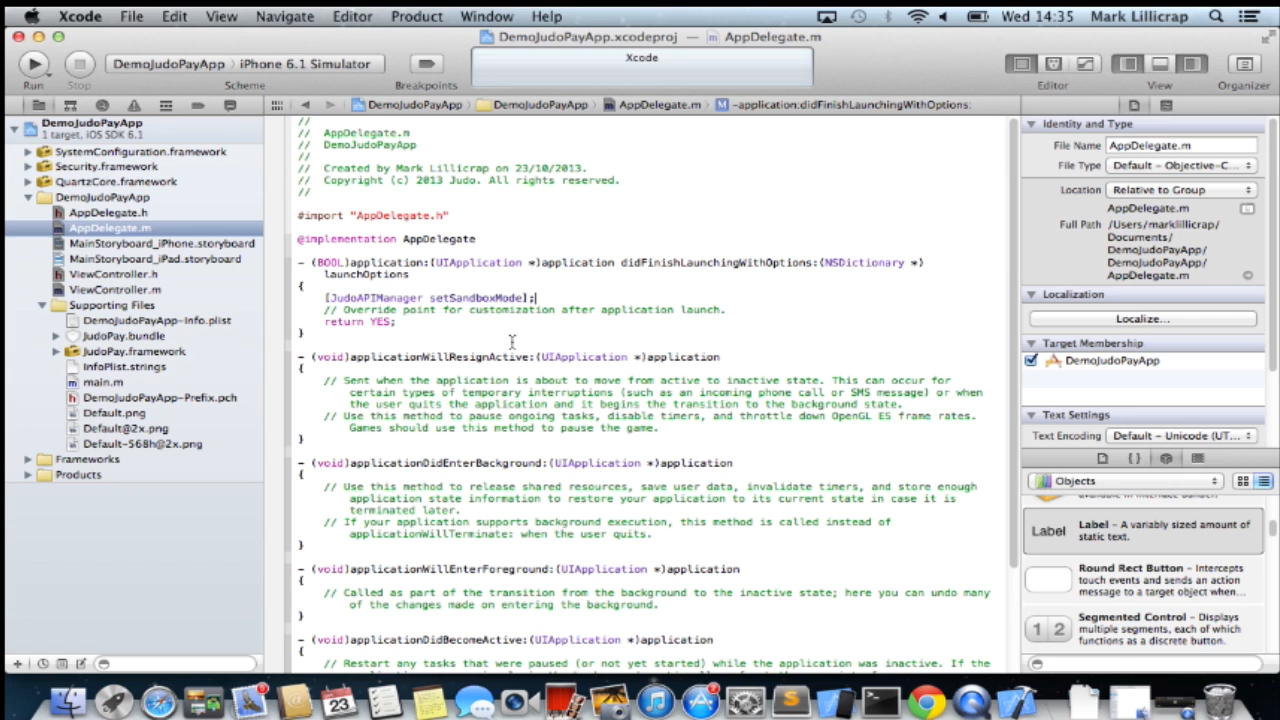 Xcode File Edit View Navigate Editor Product Window Help Wed 14:35 Mark Lillicrap
DemoJudoPayApp.xcodeproj — AppDelegate.m
DemoJudoPayApp › iPhone 6.1 Simulator
Xcode
Run Stop Scheme Breakpoints Editor View Organizer
DemoJudoPayApp
1 target, iOS SDK 6.1
SystemConfiguration.framework
Security.framework
QuartzCore.framework
DemoJudoPayApp
AppDelegate.h
AppDelegate.m
MainStoryboard_iPhone.storyboard
MainStoryboard_iPad.storyboard
ViewController.h
ViewController.m
Supporting Files
DemoJudoPayApp-Info.plist
JudoPay.bundle
JudoPay.framework
InfoPlist.strings
main.m
DemoJudoPayApp-Prefix.pch
Default.png
Default@2x.png
Default-568h@2x.png
Frameworks
Products
DemoJudoPayApp › DemoJudoPayApp › AppDelegate.m › M -application:didFinishLaunchingWithOptions:
//
// AppDelegate.m
// DemoJudoPayApp
//
// Created by Mark Lillicrap on 23/10/2013.
// Copyright (c) 2013 Judo. All rights reserved.
//
#import "AppDelegate.h"
@implementation AppDelegate
- (BOOL)application:(UIApplication *)application didFinishLaunchingWithOptions:(NSDictionary *)
launchOptions
{
[JudoAPIManager setSandboxMode];
// Override point for customization after application launch.
return YES;
}
- (void)applicationWillResignActive:(UIApplication *)application
{
// Sent when the application is about to move from active to inactive state. This can occur for
certain types of temporary interruptions (such as an incoming phone call or SMS message) or when
the user quits the application and it begins the transition to the background state.
// Use this method to pause ongoing tasks, disable timers, and throttle down OpenGL ES frame rates.
Games should use this method to pause the game.
}
- (void)applicationDidEnterBackground:(UIApplication *)application
{
// Use this method to release shared resources, save user data, invalidate timers, and store enough
application state information to restore your application to its current state in case it is
terminated later.
// If your application supports background execution, this method is called instead of
applicationWillTerminate: when the user quits.
}
- (void)applicationWillEnterForeground:(UIApplication *)application
{
// Called as part of the transition from the background to the inactive state; here you can undo many
of the changes made on entering the background.
}
- (void)applicationDidBecomeActive:(UIApplication *)application
{
// Restart any tasks that were paused (or not yet started) while the application was inactive. If the
Identity and Type
File Name AppDelegate.m
File Type Default - Objective-C...
Location Relative to Group
AppDelegate.m
Full Path /Users/marklillicrap/
Documents/
DemoJudoPayApp/
DemoJudoPayApp/
AppDelegate.m
Localization
Localize...
Target Membership
DemoJudoPayApp
Text Settings
Text Encoding Default - Unicode (UT...
Objects
Label Label - A variably sized amount of
static text.
Round Rect Button - Intercepts
touch events and sends an action
message to a target object when...
1 2 Segmented Control - Displays
multiple segments, each of which
functions as a discrete button.
23